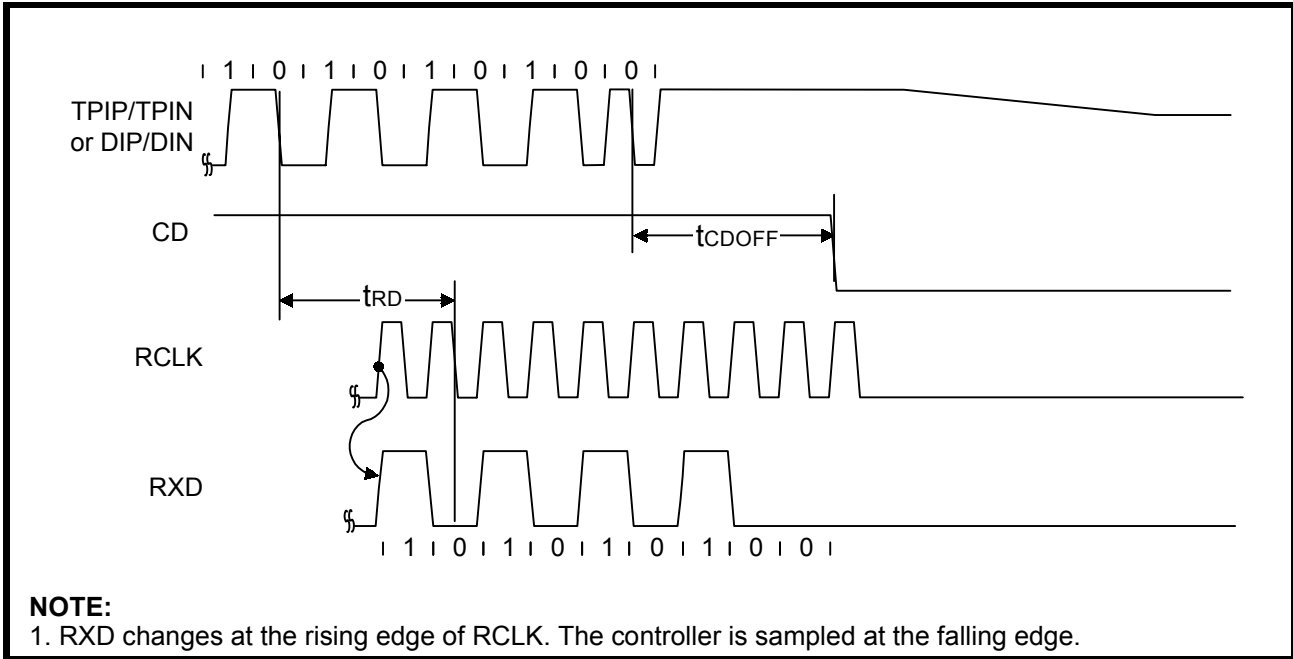 1 0 1 0 1 0 1 0 0
TPIP/TPIN
or DIP/DIN
CD
tCDOFF
tRD
RCLK
RXD
1 0 1 0 1 0 1 0 0
NOTE:
1. RXD changes at the rising edge of RCLK. The controller is sampled at the falling edge.